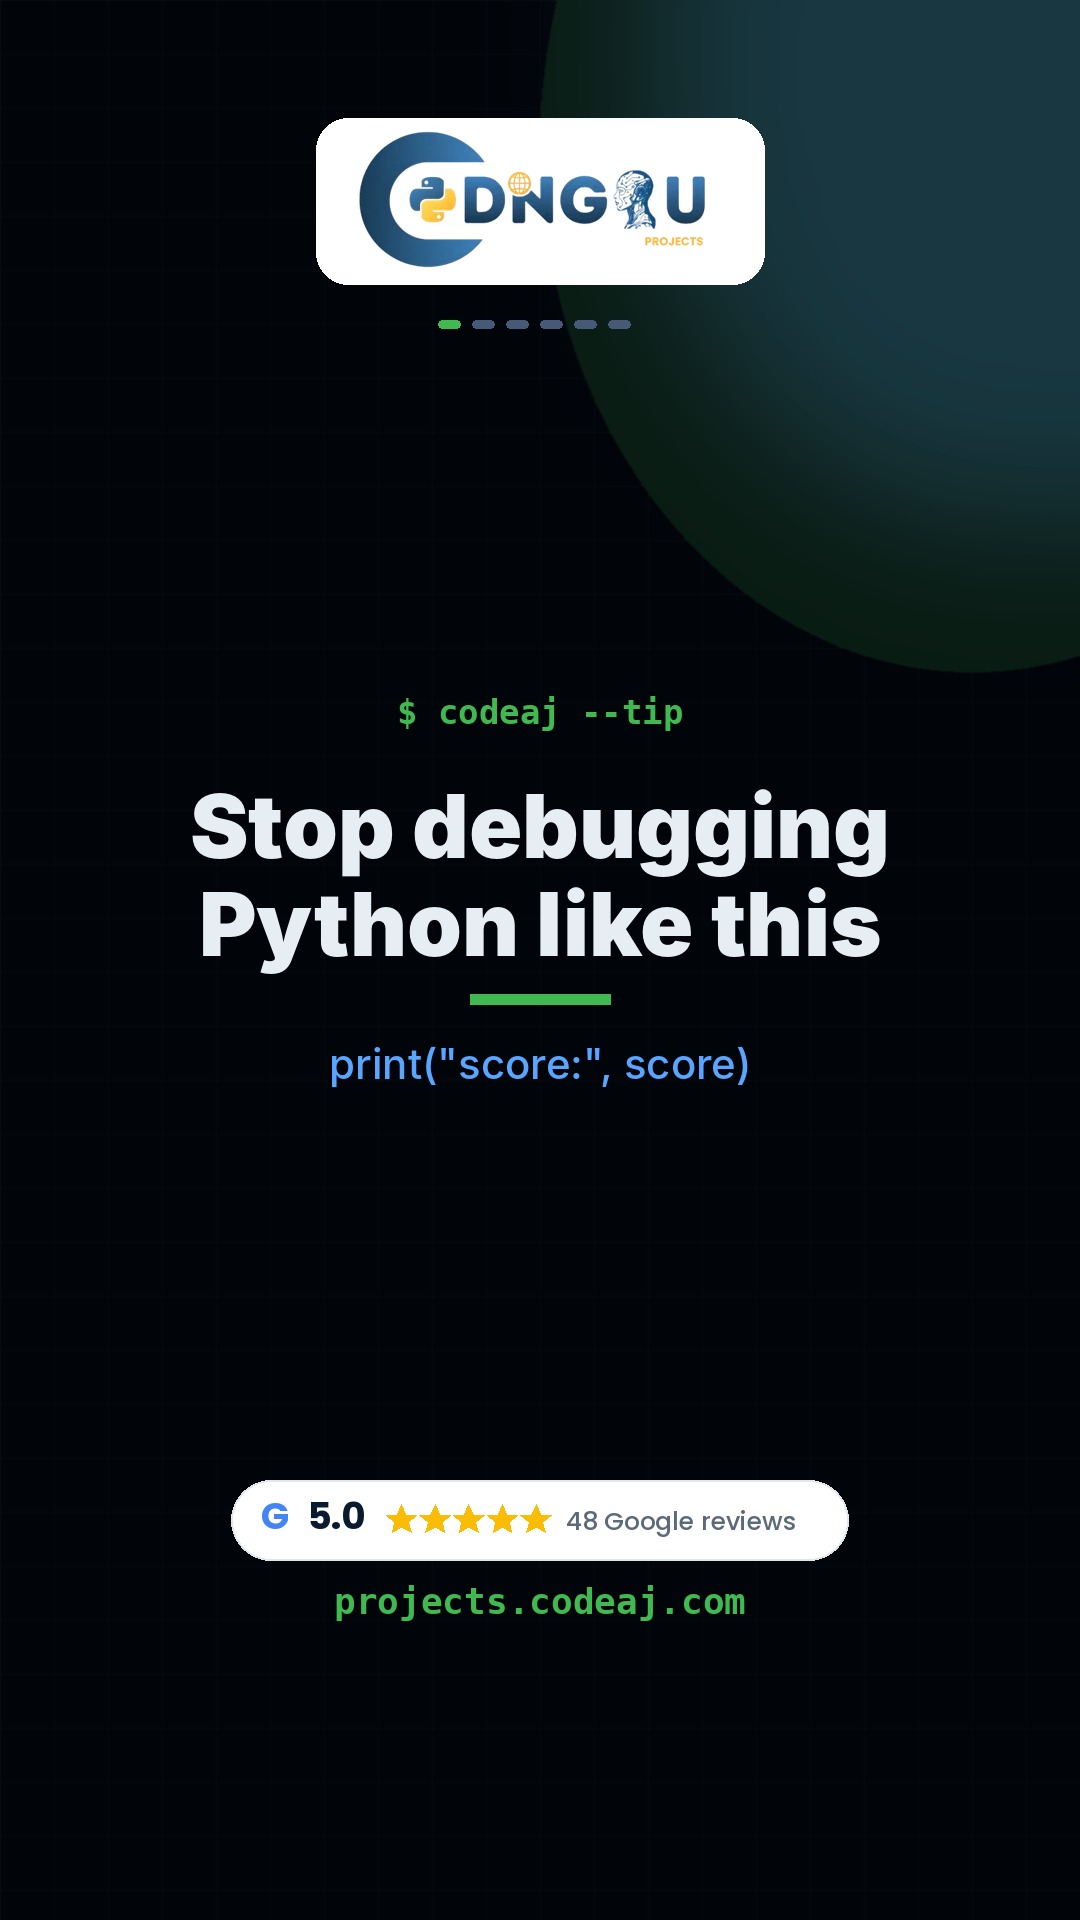 CODINGAJ U
PROJECTS
$ codeaj --tip
Stop debugging
Python like this
print("score:", score)
G 5.0 ★★★★★ 48 Google reviews
projects.codeaj.com